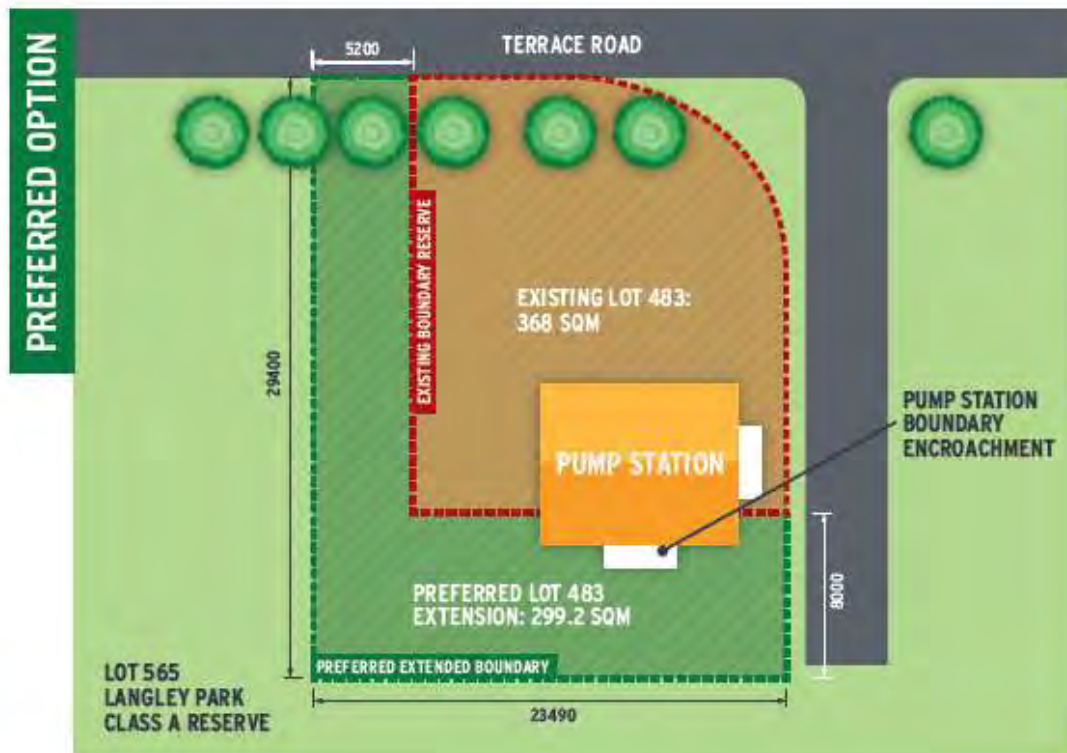 PREFERRED OPTION
TERRACE ROAD
5200
29400
EXISTING BOUNDARY RESERVE
EXISTING LOT 483:
368 SQM
PUMP STATION
PUMP STATION
BOUNDARY
ENCROACHMENT
PREFERRED LOT 483
EXTENSION: 299.2 SQM
8000
PREFERRED EXTENDED BOUNDARY
LOT 565
LANGLEY PARK
CLASS A RESERVE
23490